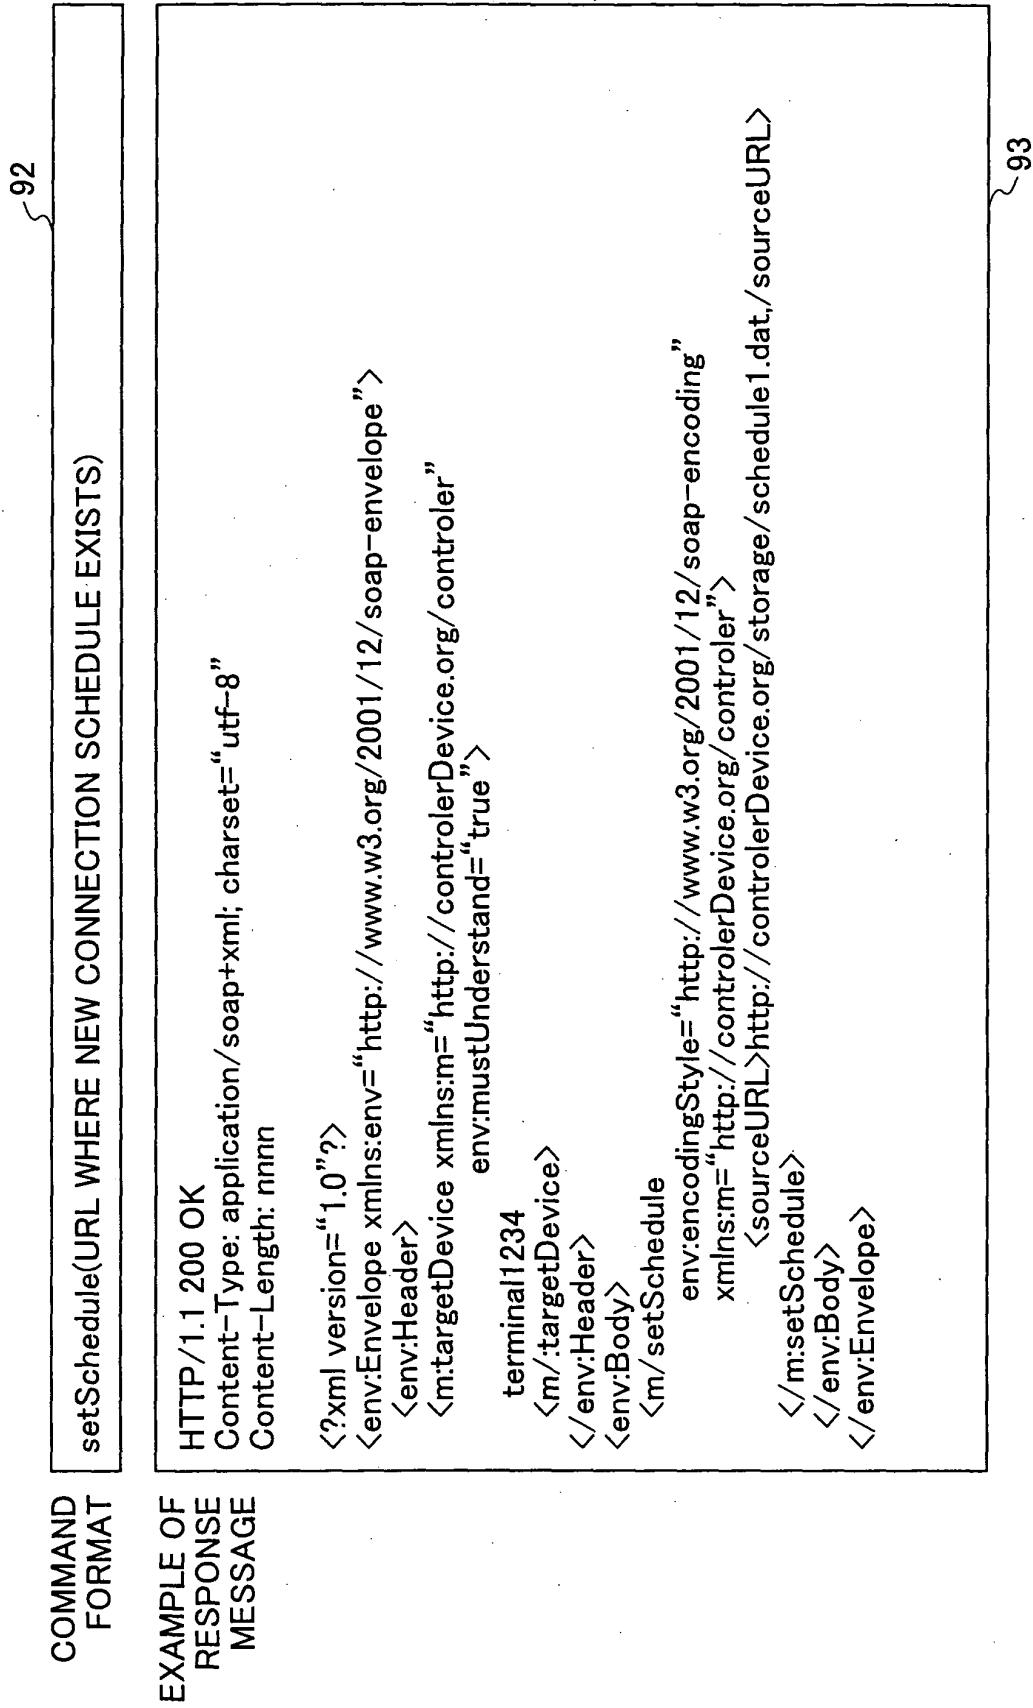 COMMAND
FORMAT
92
setSchedule(URL WHERE NEW CONNECTION SCHEDULE EXISTS)
EXAMPLE OF
RESPONSE
MESSAGE
HTTP/1.1 200 OK
Content-Type: application/soap+xml; charset=“utf-8”
Content-Length: nnnn
<?xml version=“1.0”?>
<env:Envelope xmlns:env=“http://www.w3.org/2001/12/soap-envelope”>
<env:Header>
<m:targetDevice xmlns:m=“http://controlerDevice.org/controler”
env:mustUnderstand=“true”>
terminal1234
<m/:targetDevice>
</env:Header>
<env:Body>
<m/setSchedule
env:encodingStyle=“http://www.w3.org/2001/12/soap-encoding”
xmlns:m=“http://controlerDevice.org/controler”>
<sourceURL>http://controlerDevice.org/storage/schedule1.dat,/sourceURL>
</m:setSchedule>
</env:Body>
</env:Envelope>
93